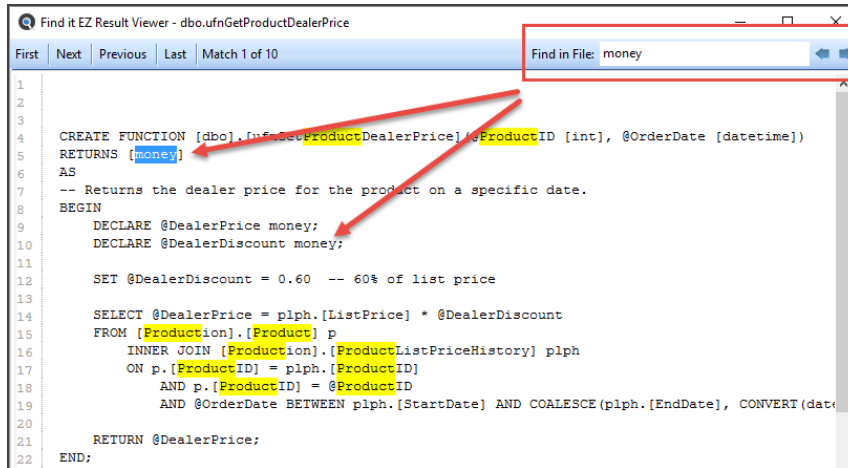 Find it EZ Result Viewer - dbo.ufnGetProductDealerPrice
First Next Previous Last Match 1 of 10 Find in File: money
1
2
3
4 CREATE FUNCTION [dbo].[ufnGetProductDealerPrice](@ProductID [int], @OrderDate [datetime])
5 RETURNS [money]
6 AS
7 -- Returns the dealer price for the product on a specific date.
8 BEGIN
9 DECLARE @DealerPrice money;
10 DECLARE @DealerDiscount money;
11
12 SET @DealerDiscount = 0.60 -- 60% of list price
13
14 SELECT @DealerPrice = plph.[ListPrice] * @DealerDiscount
15 FROM [Production].[Product] p
16 INNER JOIN [Production].[ProductListPriceHistory] plph
17 ON p.[ProductID] = plph.[ProductID]
18 AND p.[ProductID] = @ProductID
19 AND @OrderDate BETWEEN plph.[StartDate] AND COALESCE(plph.[EndDate], CONVERT(date
20
21 RETURN @DealerPrice;
22 END;